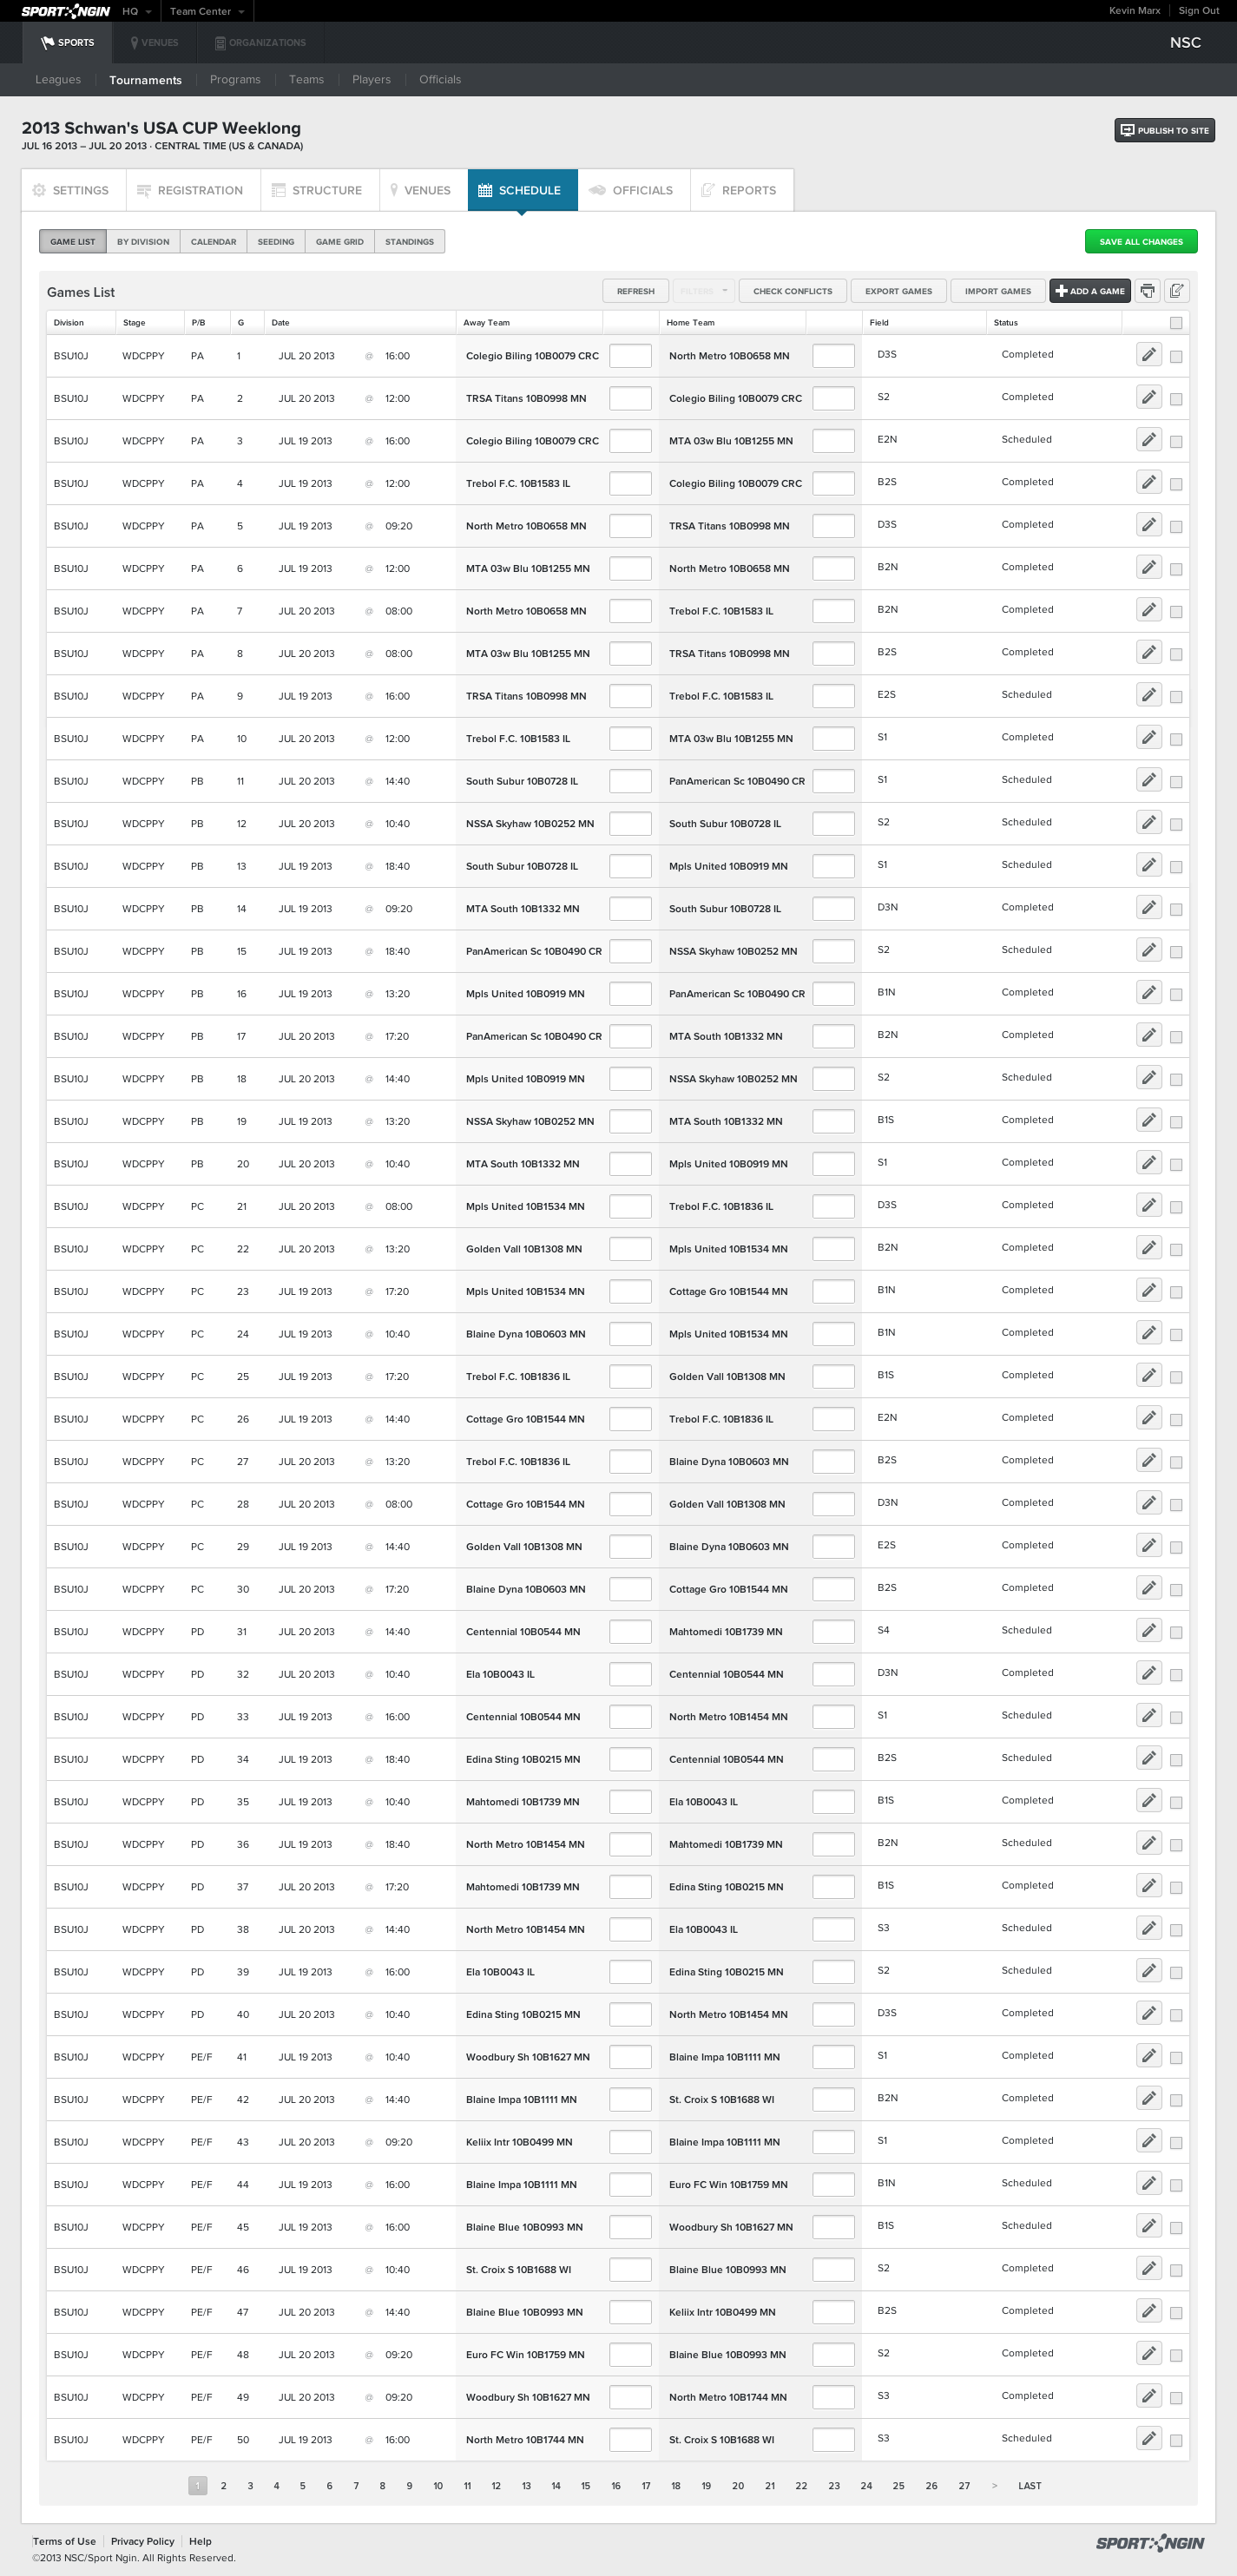 SPORT NGIN HQ Team Center Kevin Marx Sign Out
SPORTS VENUES ORGANIZATIONS NSC
Leagues Tournaments Programs Teams Players Officials
2013 Schwan's USA CUP Weeklong
JUL 16 2013 – JUL 20 2013 · CENTRAL TIME (US & CANADA)
PUBLISH TO SITE
SETTINGS REGISTRATION STRUCTURE VENUES SCHEDULE OFFICIALS REPORTS
GAME LIST BY DIVISION CALENDAR SEEDING GAME GRID STANDINGS SAVE ALL CHANGES
Games List REFRESH FILTERS CHECK CONFLICTS EXPORT GAMES IMPORT GAMES ADD A GAME
Division Stage P/B G Date Away Team Home Team Field Status
BSU10J WDCPPY PA 1 JUL 20 2013 @ 16:00 Colegio Biling 10B0079 CRC North Metro 10B0658 MN D3S Completed
BSU10J WDCPPY PA 2 JUL 20 2013 @ 12:00 TRSA Titans 10B0998 MN Colegio Biling 10B0079 CRC S2 Completed
BSU10J WDCPPY PA 3 JUL 19 2013 @ 16:00 Colegio Biling 10B0079 CRC MTA 03w Blu 10B1255 MN E2N Scheduled
BSU10J WDCPPY PA 4 JUL 19 2013 @ 12:00 Trebol F.C. 10B1583 IL Colegio Biling 10B0079 CRC B2S Completed
BSU10J WDCPPY PA 5 JUL 19 2013 @ 09:20 North Metro 10B0658 MN TRSA Titans 10B0998 MN D3S Completed
BSU10J WDCPPY PA 6 JUL 19 2013 @ 12:00 MTA 03w Blu 10B1255 MN North Metro 10B0658 MN B2N Completed
BSU10J WDCPPY PA 7 JUL 20 2013 @ 08:00 North Metro 10B0658 MN Trebol F.C. 10B1583 IL B2N Completed
BSU10J WDCPPY PA 8 JUL 20 2013 @ 08:00 MTA 03w Blu 10B1255 MN TRSA Titans 10B0998 MN B2S Completed
BSU10J WDCPPY PA 9 JUL 19 2013 @ 16:00 TRSA Titans 10B0998 MN Trebol F.C. 10B1583 IL E2S Scheduled
BSU10J WDCPPY PA 10 JUL 20 2013 @ 12:00 Trebol F.C. 10B1583 IL MTA 03w Blu 10B1255 MN S1 Completed
BSU10J WDCPPY PB 11 JUL 20 2013 @ 14:40 South Subur 10B0728 IL PanAmerican Sc 10B0490 CR S1 Scheduled
BSU10J WDCPPY PB 12 JUL 20 2013 @ 10:40 NSSA Skyhaw 10B0252 MN South Subur 10B0728 IL S2 Scheduled
BSU10J WDCPPY PB 13 JUL 19 2013 @ 18:40 South Subur 10B0728 IL Mpls United 10B0919 MN S1 Scheduled
BSU10J WDCPPY PB 14 JUL 19 2013 @ 09:20 MTA South 10B1332 MN South Subur 10B0728 IL D3N Completed
BSU10J WDCPPY PB 15 JUL 19 2013 @ 18:40 PanAmerican Sc 10B0490 CR NSSA Skyhaw 10B0252 MN S2 Scheduled
BSU10J WDCPPY PB 16 JUL 19 2013 @ 13:20 Mpls United 10B0919 MN PanAmerican Sc 10B0490 CR B1N Completed
BSU10J WDCPPY PB 17 JUL 20 2013 @ 17:20 PanAmerican Sc 10B0490 CR MTA South 10B1332 MN B2N Completed
BSU10J WDCPPY PB 18 JUL 20 2013 @ 14:40 Mpls United 10B0919 MN NSSA Skyhaw 10B0252 MN S2 Scheduled
BSU10J WDCPPY PB 19 JUL 19 2013 @ 13:20 NSSA Skyhaw 10B0252 MN MTA South 10B1332 MN B1S Completed
BSU10J WDCPPY PB 20 JUL 20 2013 @ 10:40 MTA South 10B1332 MN Mpls United 10B0919 MN S1 Completed
BSU10J WDCPPY PC 21 JUL 20 2013 @ 08:00 Mpls United 10B1534 MN Trebol F.C. 10B1836 IL D3S Completed
BSU10J WDCPPY PC 22 JUL 20 2013 @ 13:20 Golden Vall 10B1308 MN Mpls United 10B1534 MN B2N Completed
BSU10J WDCPPY PC 23 JUL 19 2013 @ 17:20 Mpls United 10B1534 MN Cottage Gro 10B1544 MN B1N Completed
BSU10J WDCPPY PC 24 JUL 19 2013 @ 10:40 Blaine Dyna 10B0603 MN Mpls United 10B1534 MN B1N Completed
BSU10J WDCPPY PC 25 JUL 19 2013 @ 17:20 Trebol F.C. 10B1836 IL Golden Vall 10B1308 MN B1S Completed
BSU10J WDCPPY PC 26 JUL 19 2013 @ 14:40 Cottage Gro 10B1544 MN Trebol F.C. 10B1836 IL E2N Completed
BSU10J WDCPPY PC 27 JUL 20 2013 @ 13:20 Trebol F.C. 10B1836 IL Blaine Dyna 10B0603 MN B2S Completed
BSU10J WDCPPY PC 28 JUL 20 2013 @ 08:00 Cottage Gro 10B1544 MN Golden Vall 10B1308 MN D3N Completed
BSU10J WDCPPY PC 29 JUL 19 2013 @ 14:40 Golden Vall 10B1308 MN Blaine Dyna 10B0603 MN E2S Completed
BSU10J WDCPPY PC 30 JUL 20 2013 @ 17:20 Blaine Dyna 10B0603 MN Cottage Gro 10B1544 MN B2S Completed
BSU10J WDCPPY PD 31 JUL 20 2013 @ 14:40 Centennial 10B0544 MN Mahtomedi 10B1739 MN S4 Scheduled
BSU10J WDCPPY PD 32 JUL 20 2013 @ 10:40 Ela 10B0043 IL Centennial 10B0544 MN D3N Completed
BSU10J WDCPPY PD 33 JUL 19 2013 @ 16:00 Centennial 10B0544 MN North Metro 10B1454 MN S1 Scheduled
BSU10J WDCPPY PD 34 JUL 19 2013 @ 18:40 Edina Sting 10B0215 MN Centennial 10B0544 MN B2S Scheduled
BSU10J WDCPPY PD 35 JUL 19 2013 @ 10:40 Mahtomedi 10B1739 MN Ela 10B0043 IL B1S Completed
BSU10J WDCPPY PD 36 JUL 19 2013 @ 18:40 North Metro 10B1454 MN Mahtomedi 10B1739 MN B2N Scheduled
BSU10J WDCPPY PD 37 JUL 20 2013 @ 17:20 Mahtomedi 10B1739 MN Edina Sting 10B0215 MN B1S Completed
BSU10J WDCPPY PD 38 JUL 20 2013 @ 14:40 North Metro 10B1454 MN Ela 10B0043 IL S3 Scheduled
BSU10J WDCPPY PD 39 JUL 19 2013 @ 16:00 Ela 10B0043 IL Edina Sting 10B0215 MN S2 Scheduled
BSU10J WDCPPY PD 40 JUL 20 2013 @ 10:40 Edina Sting 10B0215 MN North Metro 10B1454 MN D3S Completed
BSU10J WDCPPY PE/F 41 JUL 19 2013 @ 10:40 Woodbury Sh 10B1627 MN Blaine Impa 10B1111 MN S1 Completed
BSU10J WDCPPY PE/F 42 JUL 20 2013 @ 14:40 Blaine Impa 10B1111 MN St. Croix S 10B1688 WI B2N Completed
BSU10J WDCPPY PE/F 43 JUL 20 2013 @ 09:20 Keliix Intr 10B0499 MN Blaine Impa 10B1111 MN S1 Completed
BSU10J WDCPPY PE/F 44 JUL 19 2013 @ 16:00 Blaine Impa 10B1111 MN Euro FC Win 10B1759 MN B1N Scheduled
BSU10J WDCPPY PE/F 45 JUL 19 2013 @ 16:00 Blaine Blue 10B0993 MN Woodbury Sh 10B1627 MN B1S Scheduled
BSU10J WDCPPY PE/F 46 JUL 19 2013 @ 10:40 St. Croix S 10B1688 WI Blaine Blue 10B0993 MN S2 Completed
BSU10J WDCPPY PE/F 47 JUL 20 2013 @ 14:40 Blaine Blue 10B0993 MN Keliix Intr 10B0499 MN B2S Completed
BSU10J WDCPPY PE/F 48 JUL 20 2013 @ 09:20 Euro FC Win 10B1759 MN Blaine Blue 10B0993 MN S2 Completed
BSU10J WDCPPY PE/F 49 JUL 20 2013 @ 09:20 Woodbury Sh 10B1627 MN North Metro 10B1744 MN S3 Completed
BSU10J WDCPPY PE/F 50 JUL 19 2013 @ 16:00 North Metro 10B1744 MN St. Croix S 10B1688 WI S3 Scheduled
1 2 3 4 5 6 7 8 9 10 11 12 13 14 15 16 17 18 19 20 21 22 23 24 25 26 27 > LAST
Terms of Use Privacy Policy Help
©2013 NSC/Sport Ngin. All Rights Reserved.
SPORT NGIN